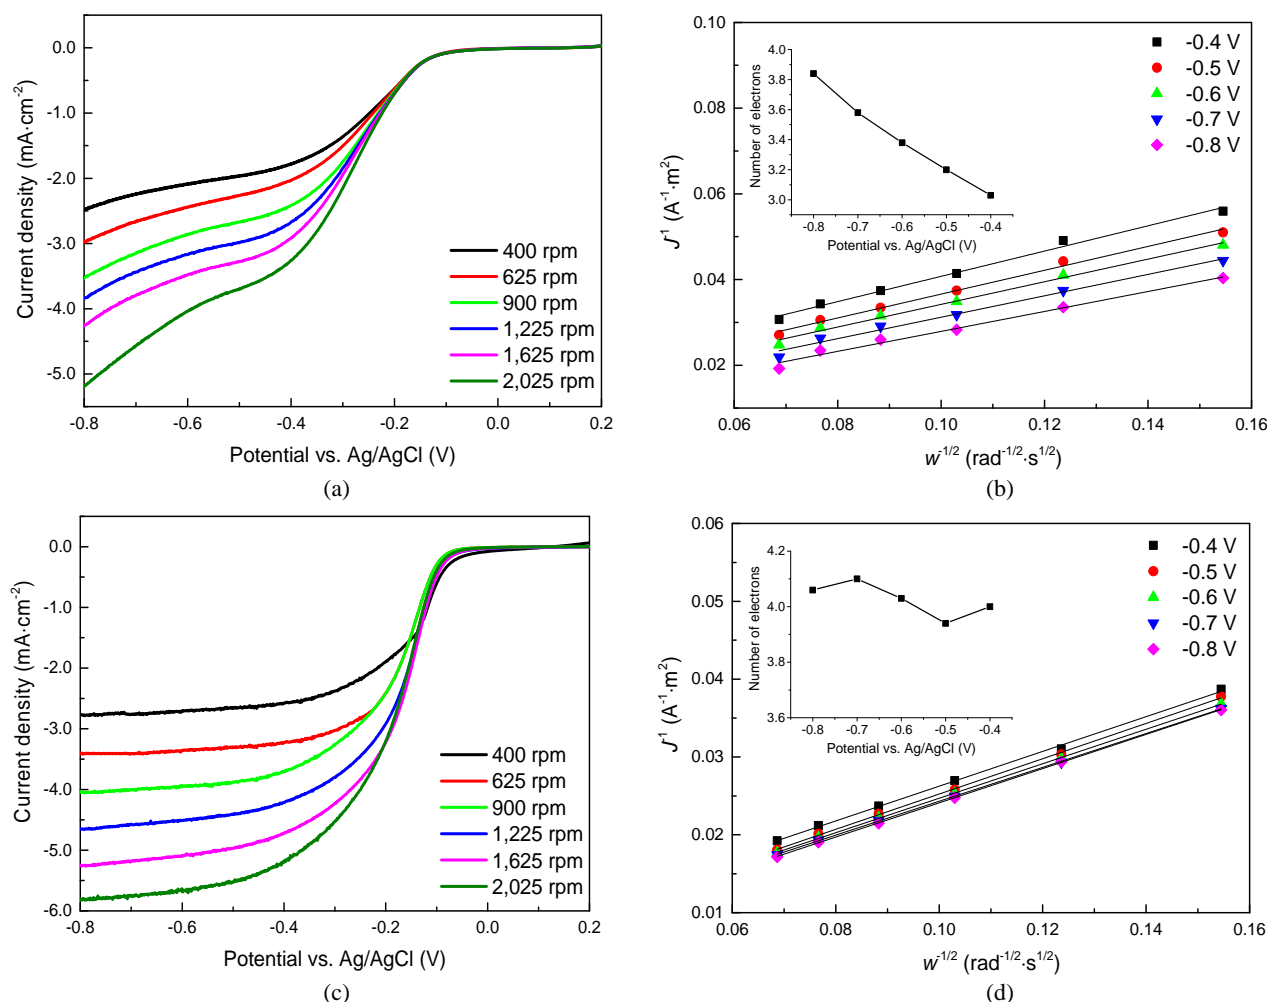 0.0
-1.0
-2.0
-3.0
-4.0
-5.0
Current density (mA·cm-2)
400 rpm
625 rpm
900 rpm
1,225 rpm
1,625 rpm
2,025 rpm
-0.8 -0.6 -0.4 -0.2 0.0 0.2
Potential vs. Ag/AgCl (V)
(a)
0.10
0.08
0.06
0.04
0.02
J-1 (A-1·m2)
4.0
3.8
3.6
3.4
3.2
3.0
Number of electrons
-0.8 -0.7 -0.6 -0.5 -0.4
Potential vs. Ag/AgCl (V)
-0.4 V
-0.5 V
-0.6 V
-0.7 V
-0.8 V
0.06 0.08 0.10 0.12 0.14 0.16
w-1/2 (rad-1/2·s1/2)
(b)
0.0
-1.0
-2.0
-3.0
-4.0
-5.0
-6.0
Current density (mA·cm-2)
400 rpm
625 rpm
900 rpm
1,225 rpm
1,625 rpm
2,025 rpm
-0.8 -0.6 -0.4 -0.2 0.0 0.2
Potential vs. Ag/AgCl (V)
(c)
0.06
0.05
0.04
0.03
0.02
0.01
J-1 (A-1·m2)
4.2
4.0
3.8
3.6
Number of electrons
-0.8 -0.7 -0.6 -0.5 -0.4
Potential vs. Ag/AgCl (V)
-0.4 V
-0.5 V
-0.6 V
-0.7 V
-0.8 V
0.06 0.08 0.10 0.12 0.14 0.16
w-1/2 (rad-1/2·s1/2)
(d)